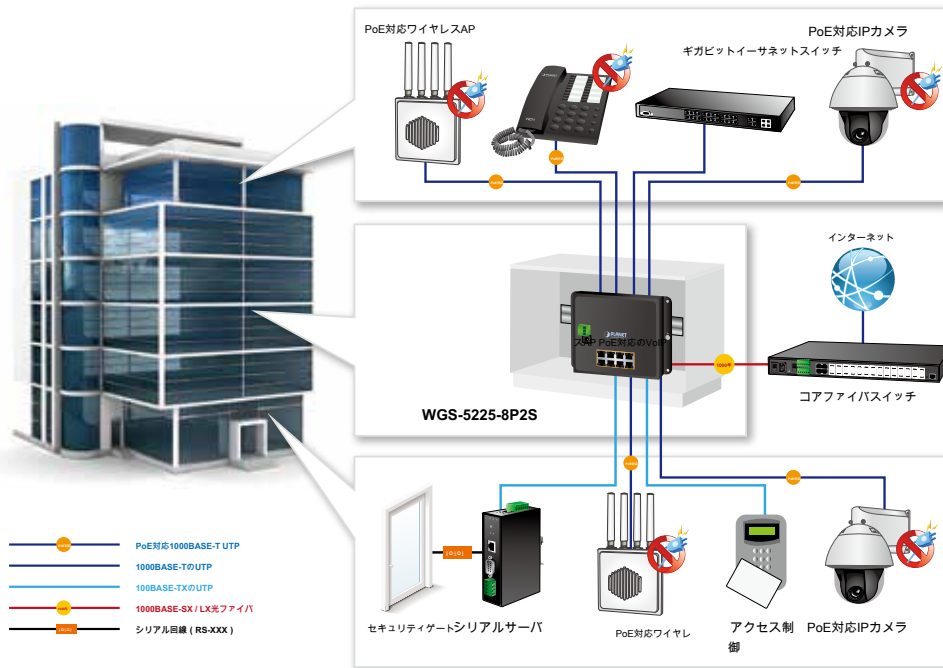 PoE対応ワイヤレスAP
PoE対応IPカメラ
ギガビットイーサネットスイッチ
インターネット
PLANET
スAP PoE対応のVoIP
コアファイバスイッチ
WGS-5225-8P2S
PoE対応1000BASE-T UTP
1000BASE-TのUTP
100BASE-TXのUTP
1000BASE-SX / LX光ファイバ
シリアル回線 ( RS-XXX )
セキュリティゲート
シリアルサーバ
PoE対応ワイヤレ
アクセス制
御
PoE対応IPカメラ